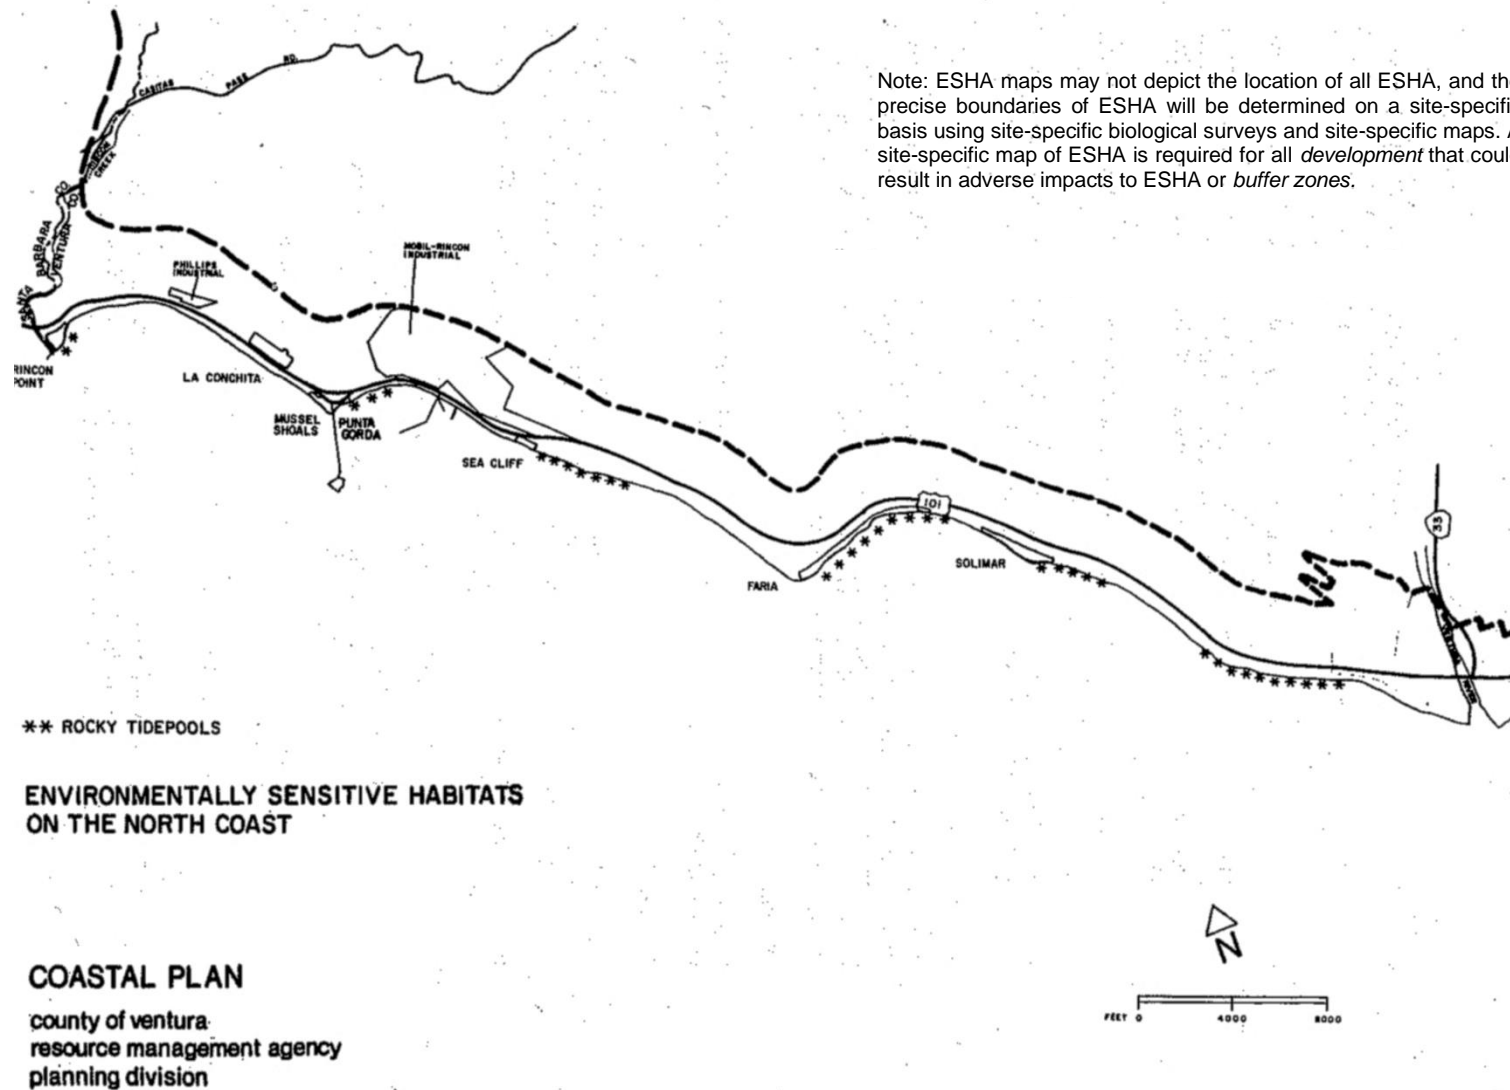 Note: ESHA maps may not depict the location of all ESHA, and the
precise boundaries of ESHA will be determined on a site-specifi
basis using site-specific biological surveys and site-specific maps. A
site-specific map of ESHA is required for all development that coul
result in adverse impacts to ESHA or buffer zones.
CASITAS PASS RD.
CREEK
CO.
CO.
SANTA BARBARA
VENTURA
PHILLIPS
INDUSTRIAL
MOBIL-RINCON
INDUSTRIAL
RINCON
POINT
LA CONCHITA
MUSSEL
SHOALS
PUNTA
GORDA
SEA CLIFF
101
33
FARIA
SOLIMAR
VENTURA RIVER
** ROCKY TIDEPOOLS
ENVIRONMENTALLY SENSITIVE HABITATS
ON THE NORTH COAST
N
COASTAL PLAN
county of ventura
resource management agency
planning division
FEET 0 4000 8000